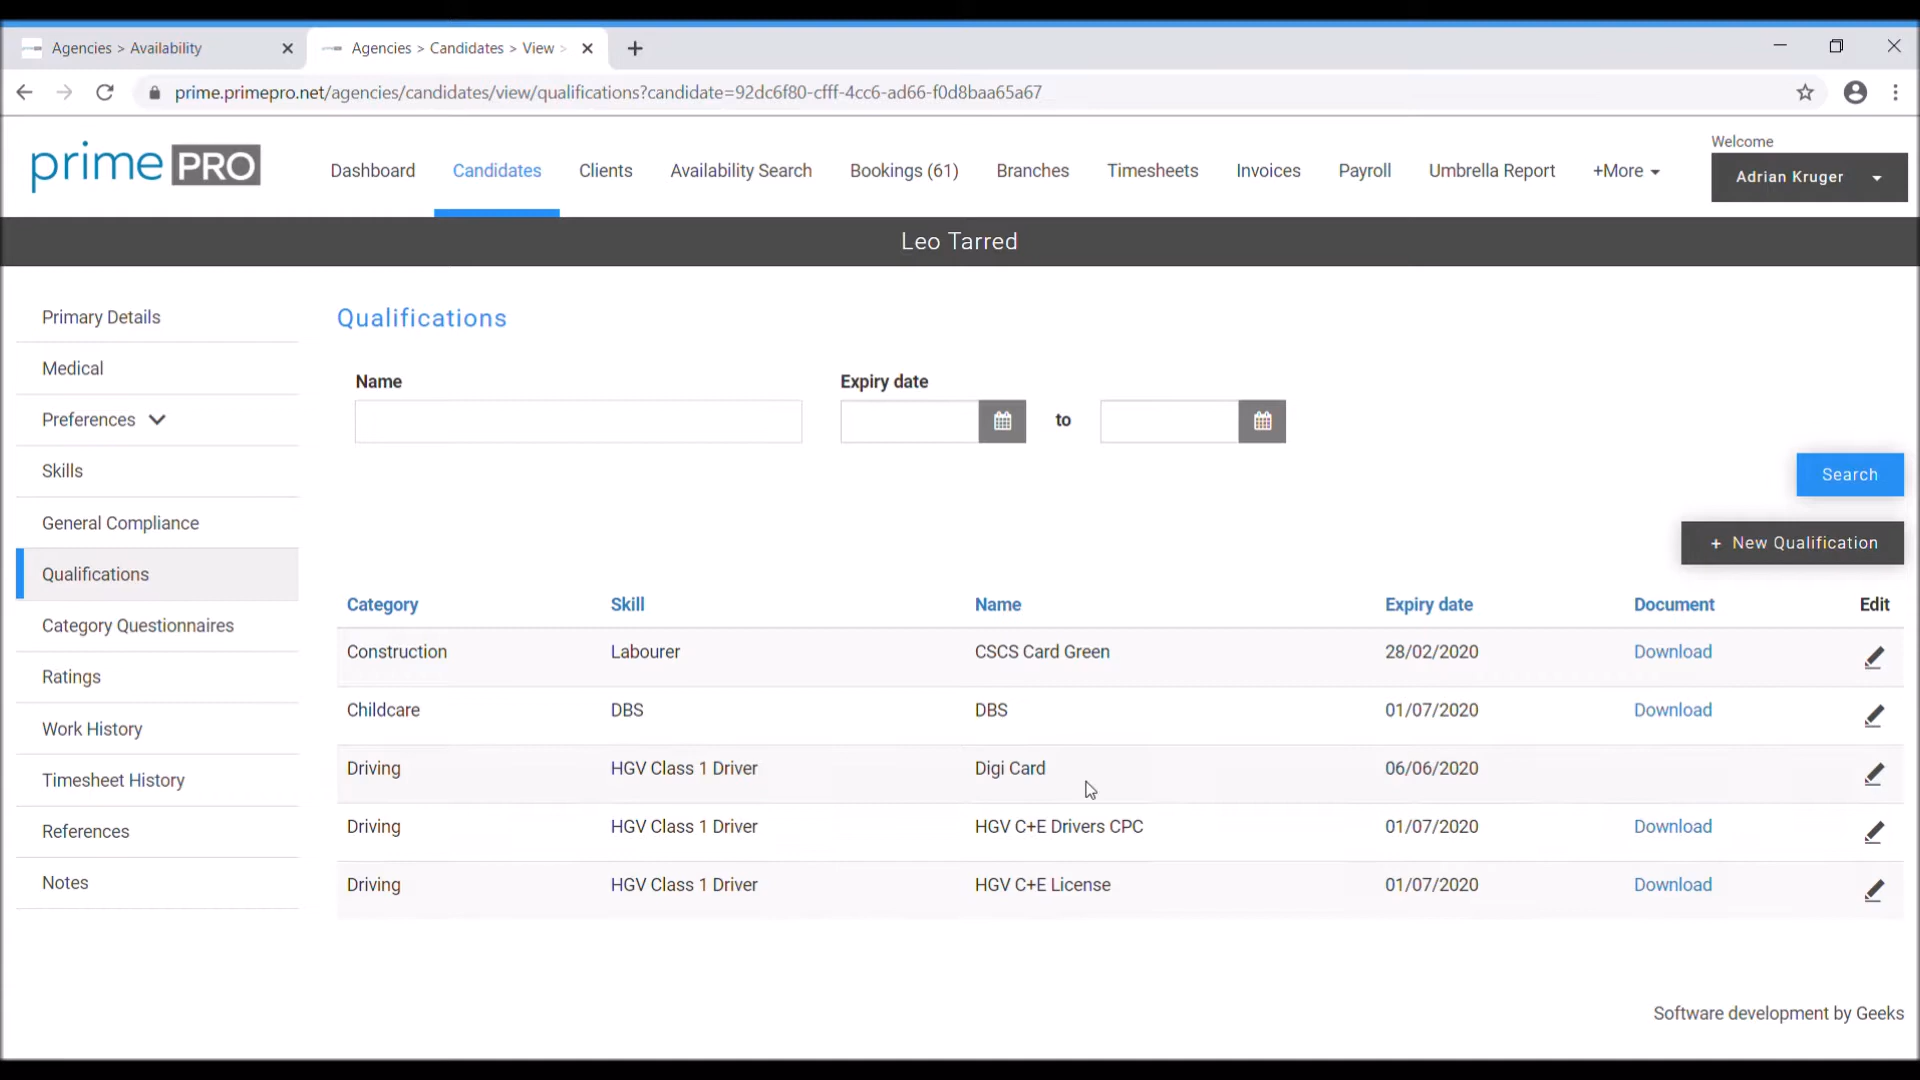 Agencies > Availability
Agencies > Candidates > View >
prime.primepro.net/agencies/candidates/view/qualifications?candidate=92dc6f80-cfff-4cc6-ad66-f0d8baa65a67
prime PRO
Dashboard Candidates Clients Availability Search Bookings (61) Branches Timesheets Invoices Payroll Umbrella Report +More
Welcome
Adrian Kruger
Leo Tarred
Primary Details
Medical
Preferences
Skills
General Compliance
Qualifications
Category Questionnaires
Ratings
Work History
Timesheet History
References
Notes
Qualifications
Name Expiry date
to
Search
+ New Qualification
Category Skill Name Expiry date Document Edit
Construction Labourer CSCS Card Green 28/02/2020 Download
Childcare DBS DBS 01/07/2020 Download
Driving HGV Class 1 Driver Digi Card 06/06/2020
Driving HGV Class 1 Driver HGV C+E Drivers CPC 01/07/2020 Download
Driving HGV Class 1 Driver HGV C+E License 01/07/2020 Download
Software development by Geeks